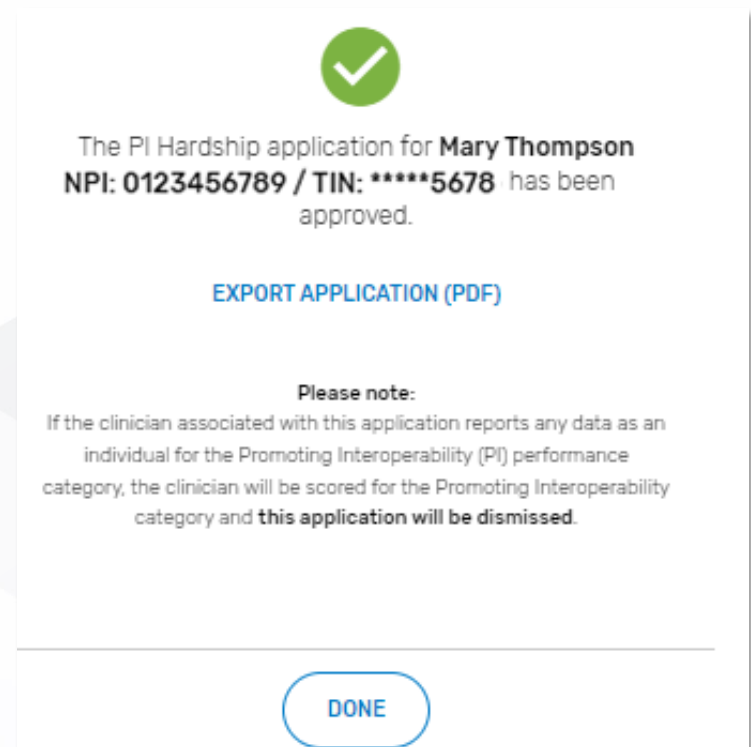 The PI Hardship application for Mary Thompson
NPI: 0123456789 / TIN: *****5678 has been
approved.
EXPORT APPLICATION (PDF)
Please note:
If the clinician associated with this application reports any data as an
individual for the Promoting Interoperability (PI) performance
category, the clinician will be scored for the Promoting Interoperability
category and this application will be dismissed.
DONE